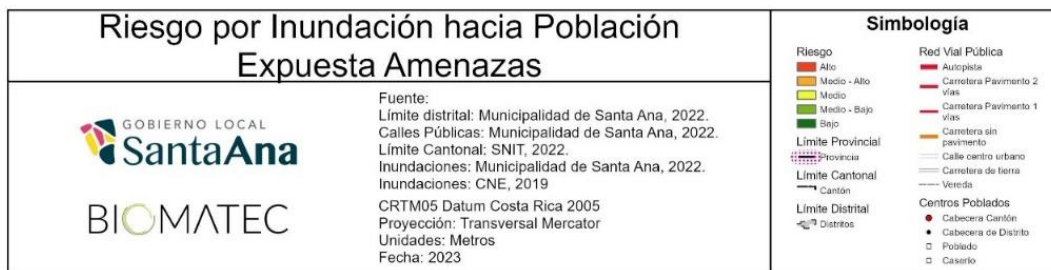 Riesgo por Inundación hacia Población
Expuesta Amenazas
GOBIERNO LOCAL
SantaAna
BIOMATEC
Fuente:
Límite distrital: Municipalidad de Santa Ana, 2022.
Calles Públicas: Municipalidad de Santa Ana, 2022.
Límite Cantonal: SNIT, 2022.
Inundaciones: Municipalidad de Santa Ana, 2022.
Inundaciones: CNE, 2019
CRTM05 Datum Costa Rica 2005
Proyección: Transversal Mercator
Unidades: Metros
Fecha: 2023
Simbología
Riesgo
Alto
Medio - Alto
Medio
Medio - Bajo
Bajo
Límite Provincial
Provincia
Límite Cantonal
Cantón
Límite Distrital
Distritos
Red Vial Pública
Autopista
Carretera Pavimento 2
vías
Carretera Pavimento 1
vías
Carretera sin
pavimento
Calle centro urbano
Carretera de tierra
Vereda
Centros Poblados
Cabecera Cantón
Cabecera de Distrito
Poblado
Caserío